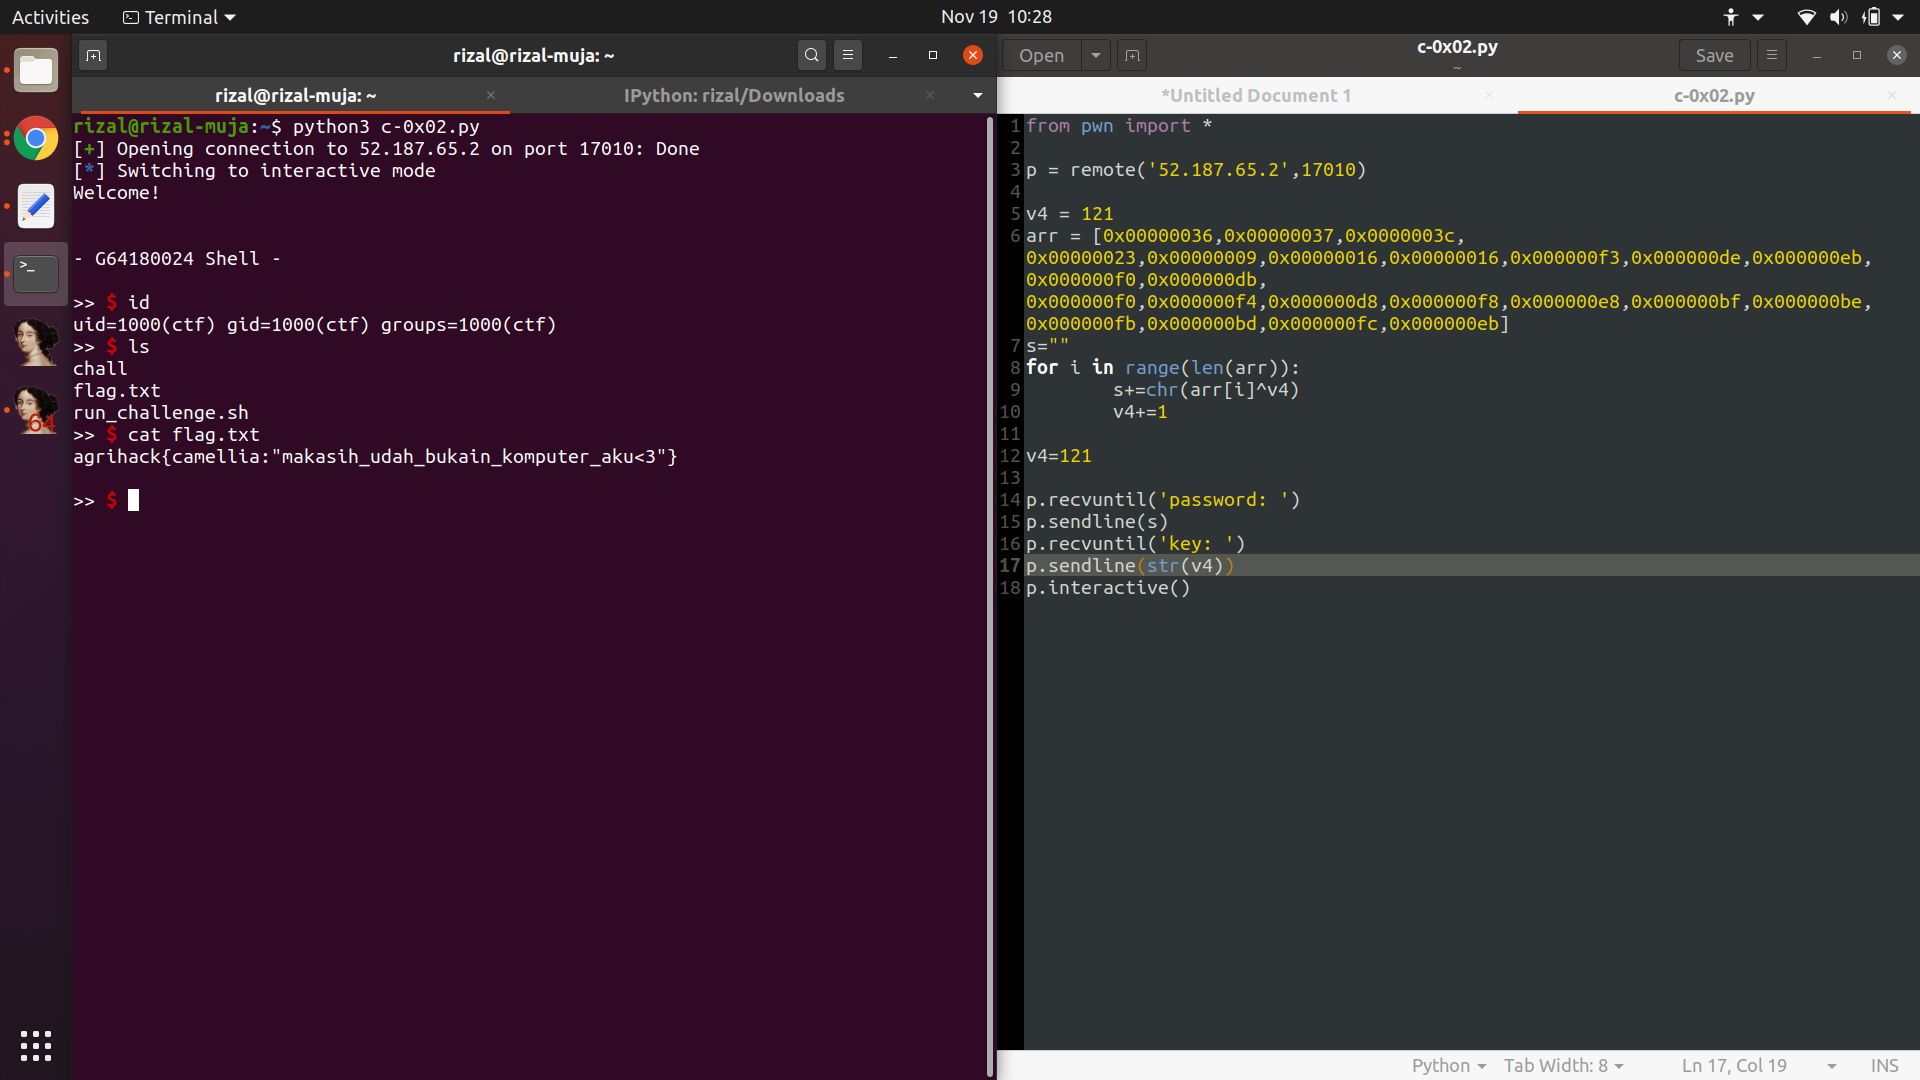 Activities
Terminal
Nov 19 10:28
rizal@rizal-muja: ~
rizal@rizal-muja: ~
IPython: rizal/Downloads
rizal@rizal-muja:~$ python3 c-0x02.py
[+] Opening connection to 52.187.65.2 on port 17010: Done
[*] Switching to interactive mode
Welcome!
- G64180024 Shell -
>> $ id
uid=1000(ctf) gid=1000(ctf) groups=1000(ctf)
>> $ ls
chall
flag.txt
run_challenge.sh
>> $ cat flag.txt
agrihack{camellia:"makasih_udah_bukain_komputer_aku<3"}
>> $
64
Open
c-0x02.py
~
Save
*Untitled Document 1
c-0x02.py
1 from pwn import *
2
3 p = remote('52.187.65.2',17010)
4
5 v4 = 121
6 arr = [0x00000036,0x00000037,0x0000003c,
0x00000023,0x00000009,0x00000016,0x00000016,0x000000f3,0x000000de,0x000000eb,
0x000000f0,0x000000db,
0x000000f0,0x000000f4,0x000000d8,0x000000f8,0x000000e8,0x000000bf,0x000000be,
0x000000fb,0x000000bd,0x000000fc,0x000000eb]
7 s=""
8 for i in range(len(arr)):
9 s+=chr(arr[i]^v4)
10 v4+=1
11
12 v4=121
13
14 p.recvuntil('password: ')
15 p.sendline(s)
16 p.recvuntil('key: ')
17 p.sendline(str(v4))
18 p.interactive()
Python
Tab Width: 8
Ln 17, Col 19
INS